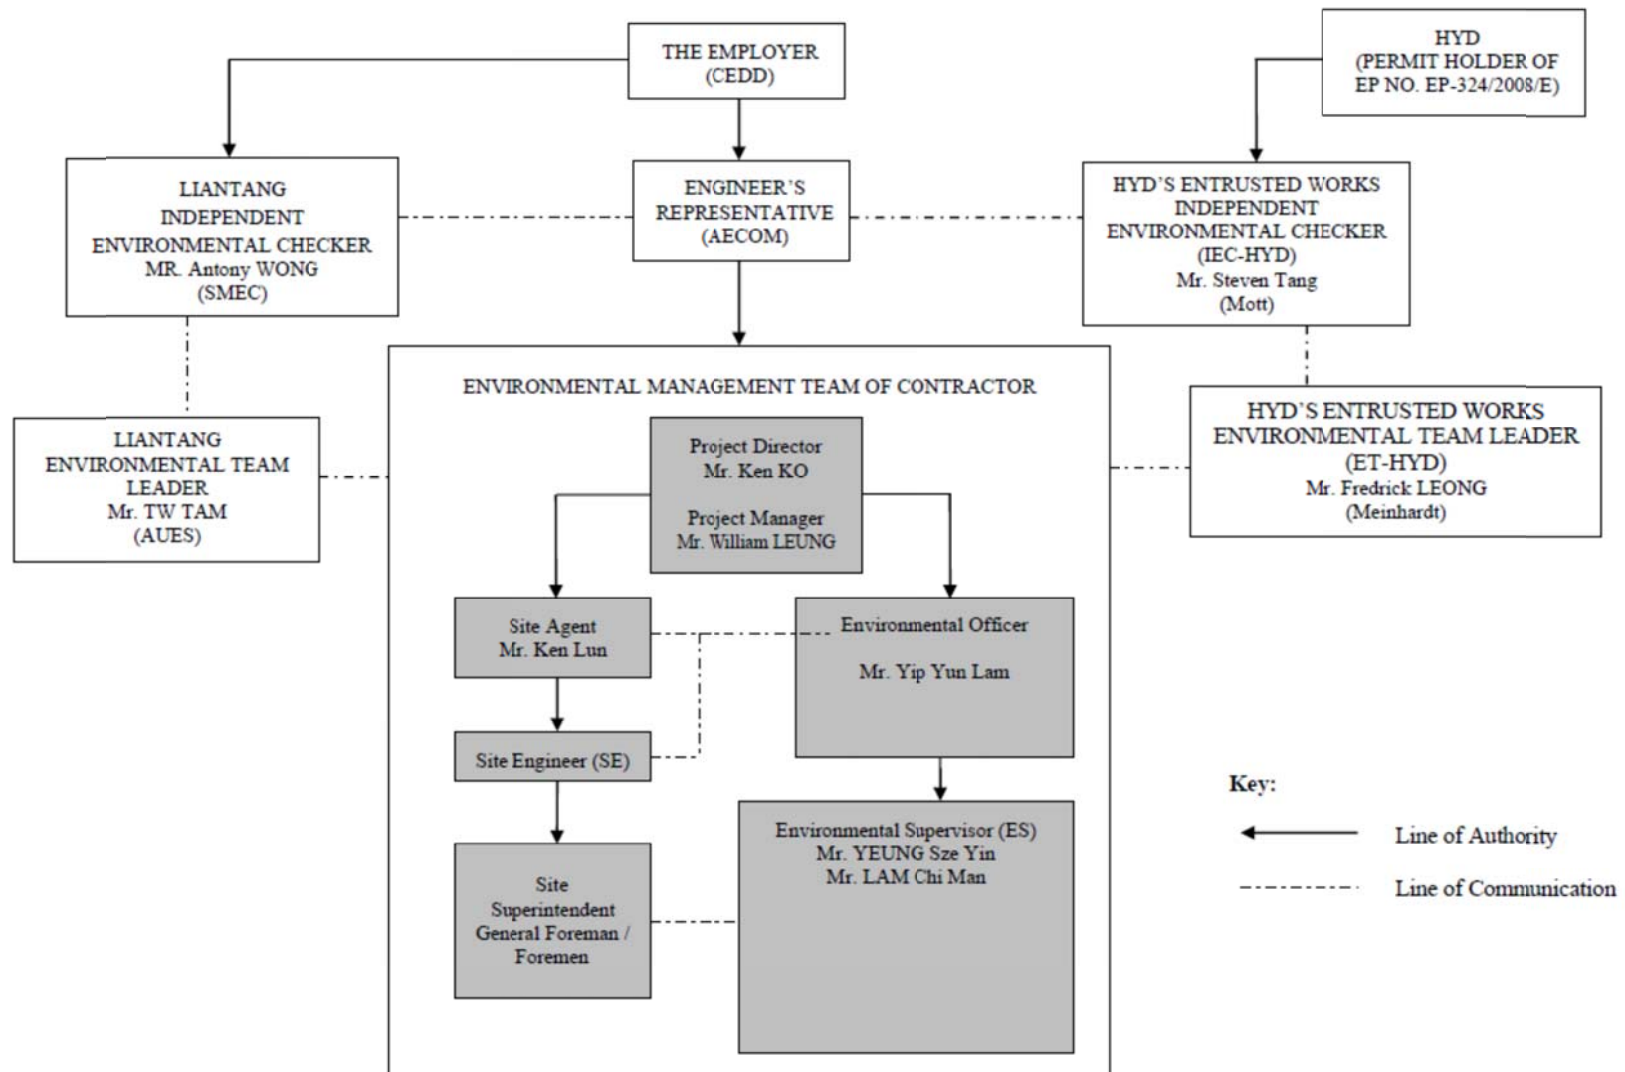 THE EMPLOYER
(CEDD)
HYD
(PERMIT HOLDER OF
EP NO. EP-324/2008/E)
LIANTANG
INDEPENDENT
ENVIRONMENTAL CHECKER
MR. Antony WONG
(SMEC)
ENGINEER'S
REPRESENTATIVE
(AECOM)
HYD'S ENTRUSTED WORKS
INDEPENDENT
ENVIRONMENTAL CHECKER
(IEC-HYD)
Mr. Steven Tang
(Mott)
ENVIRONMENTAL MANAGEMENT TEAM OF CONTRACTOR
LIANTANG
ENVIRONMENTAL TEAM
LEADER
Mr. TW TAM
(AUES)
Project Director
Mr. Ken KO
Project Manager
Mr. William LEUNG
HYD'S ENTRUSTED WORKS
ENVIRONMENTAL TEAM LEADER
(ET-HYD)
Mr. Fredrick LEONG
(Meinhardt)
Site Agent
Mr. Ken Lun
Environmental Officer
Mr. Yip Yun Lam
Site Engineer (SE)
Environmental Supervisor (ES)
Mr. YEUNG Sze Yin
Mr. LAM Chi Man
Site
Superintendent
General Foreman /
Foremen
Key:
Line of Authority
Line of Communication